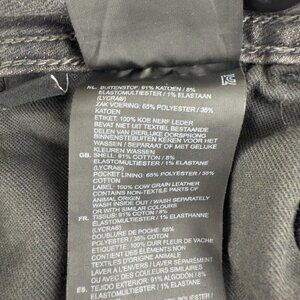 NL: BUITENSTOF: 91% KATOEN / 8%
ELASTOMULTIESTER / 1% ELASTAAN
(LYCRA®)
ZAK VOERING: 65% POLYESTER / 35%
KATOEN
ETIKET: 100% KOE NERF LEDER
BEVAT NIET UIT TEXTIEL BESTAANDE
DELEN VAN DIERLIJKE OORSPRONG
BINNENSTEBUITEN KEREN VOOR HET
WASSEN / SEPARAAT OF MET GELIJKE
KLEUREN WASSEN
GB: SHELL: 91% COTTON / 8%
ELASTOMULTIESTER / 1% ELASTANE
(LYCRA®)
POCKET LINING: 65% POLYESTER / 35%
COTTON
LABEL: 100% COW GRAIN LEATHER
CONTAINS NON-TEXTILE PARTS OF
ANIMAL ORIGIN
WASH INSIDE OUT / WASH SEPARATELY
OR WITH SIMILAR COLOURS
FR: TISSUS: 91% COTON / 8%
ELASTOMULTIESTER / 1% ELASTHANNE
(LYCRA®)
DOUBLURE DE POCHE: 65%
POLYESTER / 35% COTON
ETIQUETTE: 100% CUIR FLEUR DE VACHE
CONTIENT DES ÉLÉMENTS NON
TEXTILES D'ORIGINE ANIMALE
LAVER A L'ENVERS / LAVER SÉPARÉMENT
OU AVEC DES COULEURS SIMILAIRES
ES: TEJIDO EXTERIOR: 91% ALGODÓN / 8%
ELASTOMULTIESTER / 1% ELASTANO